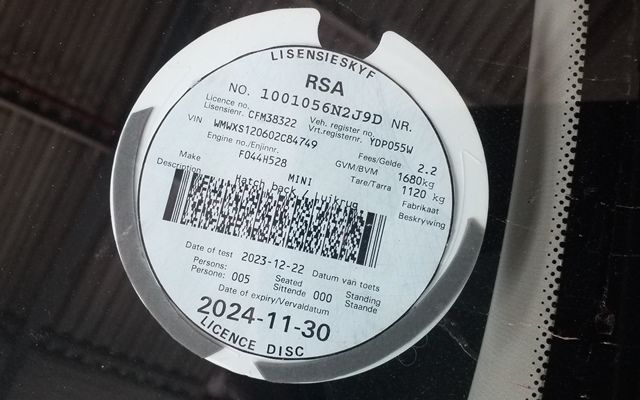 LISENSIESKYF
RSA
NO. 1001056N2J9D NR.
Licence no. Veh. register no.
Lisensienr. CFM38322 Vrt.registernr. YDP055W
VIN WMWXS120602C84749 Fees/Gelde 2.2
Engine no./Enjinnr. GVM/BVM 1680kg
F044H528 Tare/Tarra 1120 kg
Make MINI Fabrikaat
Description Hatch back / Luikrug Beskrywing
Date of test 2023-12-22 Datum van toets
Persons: Seated Standing
Persone: 005 Sittende 000 Staande
Date of expiry/Vervaldatum
2024-11-30
LICENCE DISC